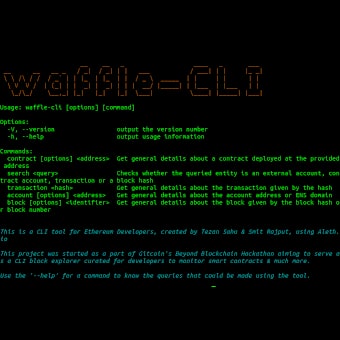 waffle-cli
Usage: waffle-cli [options] [command]
Options:
-V, --version output the version number
-h, --help output usage information
Commands:
contract [options] <address> Get general details about a contract deployed at the provided
address
search <query> Checks whether the queried entity is an external account, con
tract account, transaction or a block hash
transaction <hash> Get general details about the transaction given by the hash
account [options] <address> Get general details about the account address or ENS domain
block [options] <identifier> Get general details about the block given by the block hash o
r block number
This is a CLI tool for Ethereum Developers, created by Tezan Sahu & Smit Rajput, using Aleth.
io
This project was started as a part of Gitcoin's Beyond Blockchain Hackathon aiming to serve a
s a CLI block explorer curated for developers to monitor smart contracts & much more.
Use the '--help' for a command to know the queries that could be made using the tool.